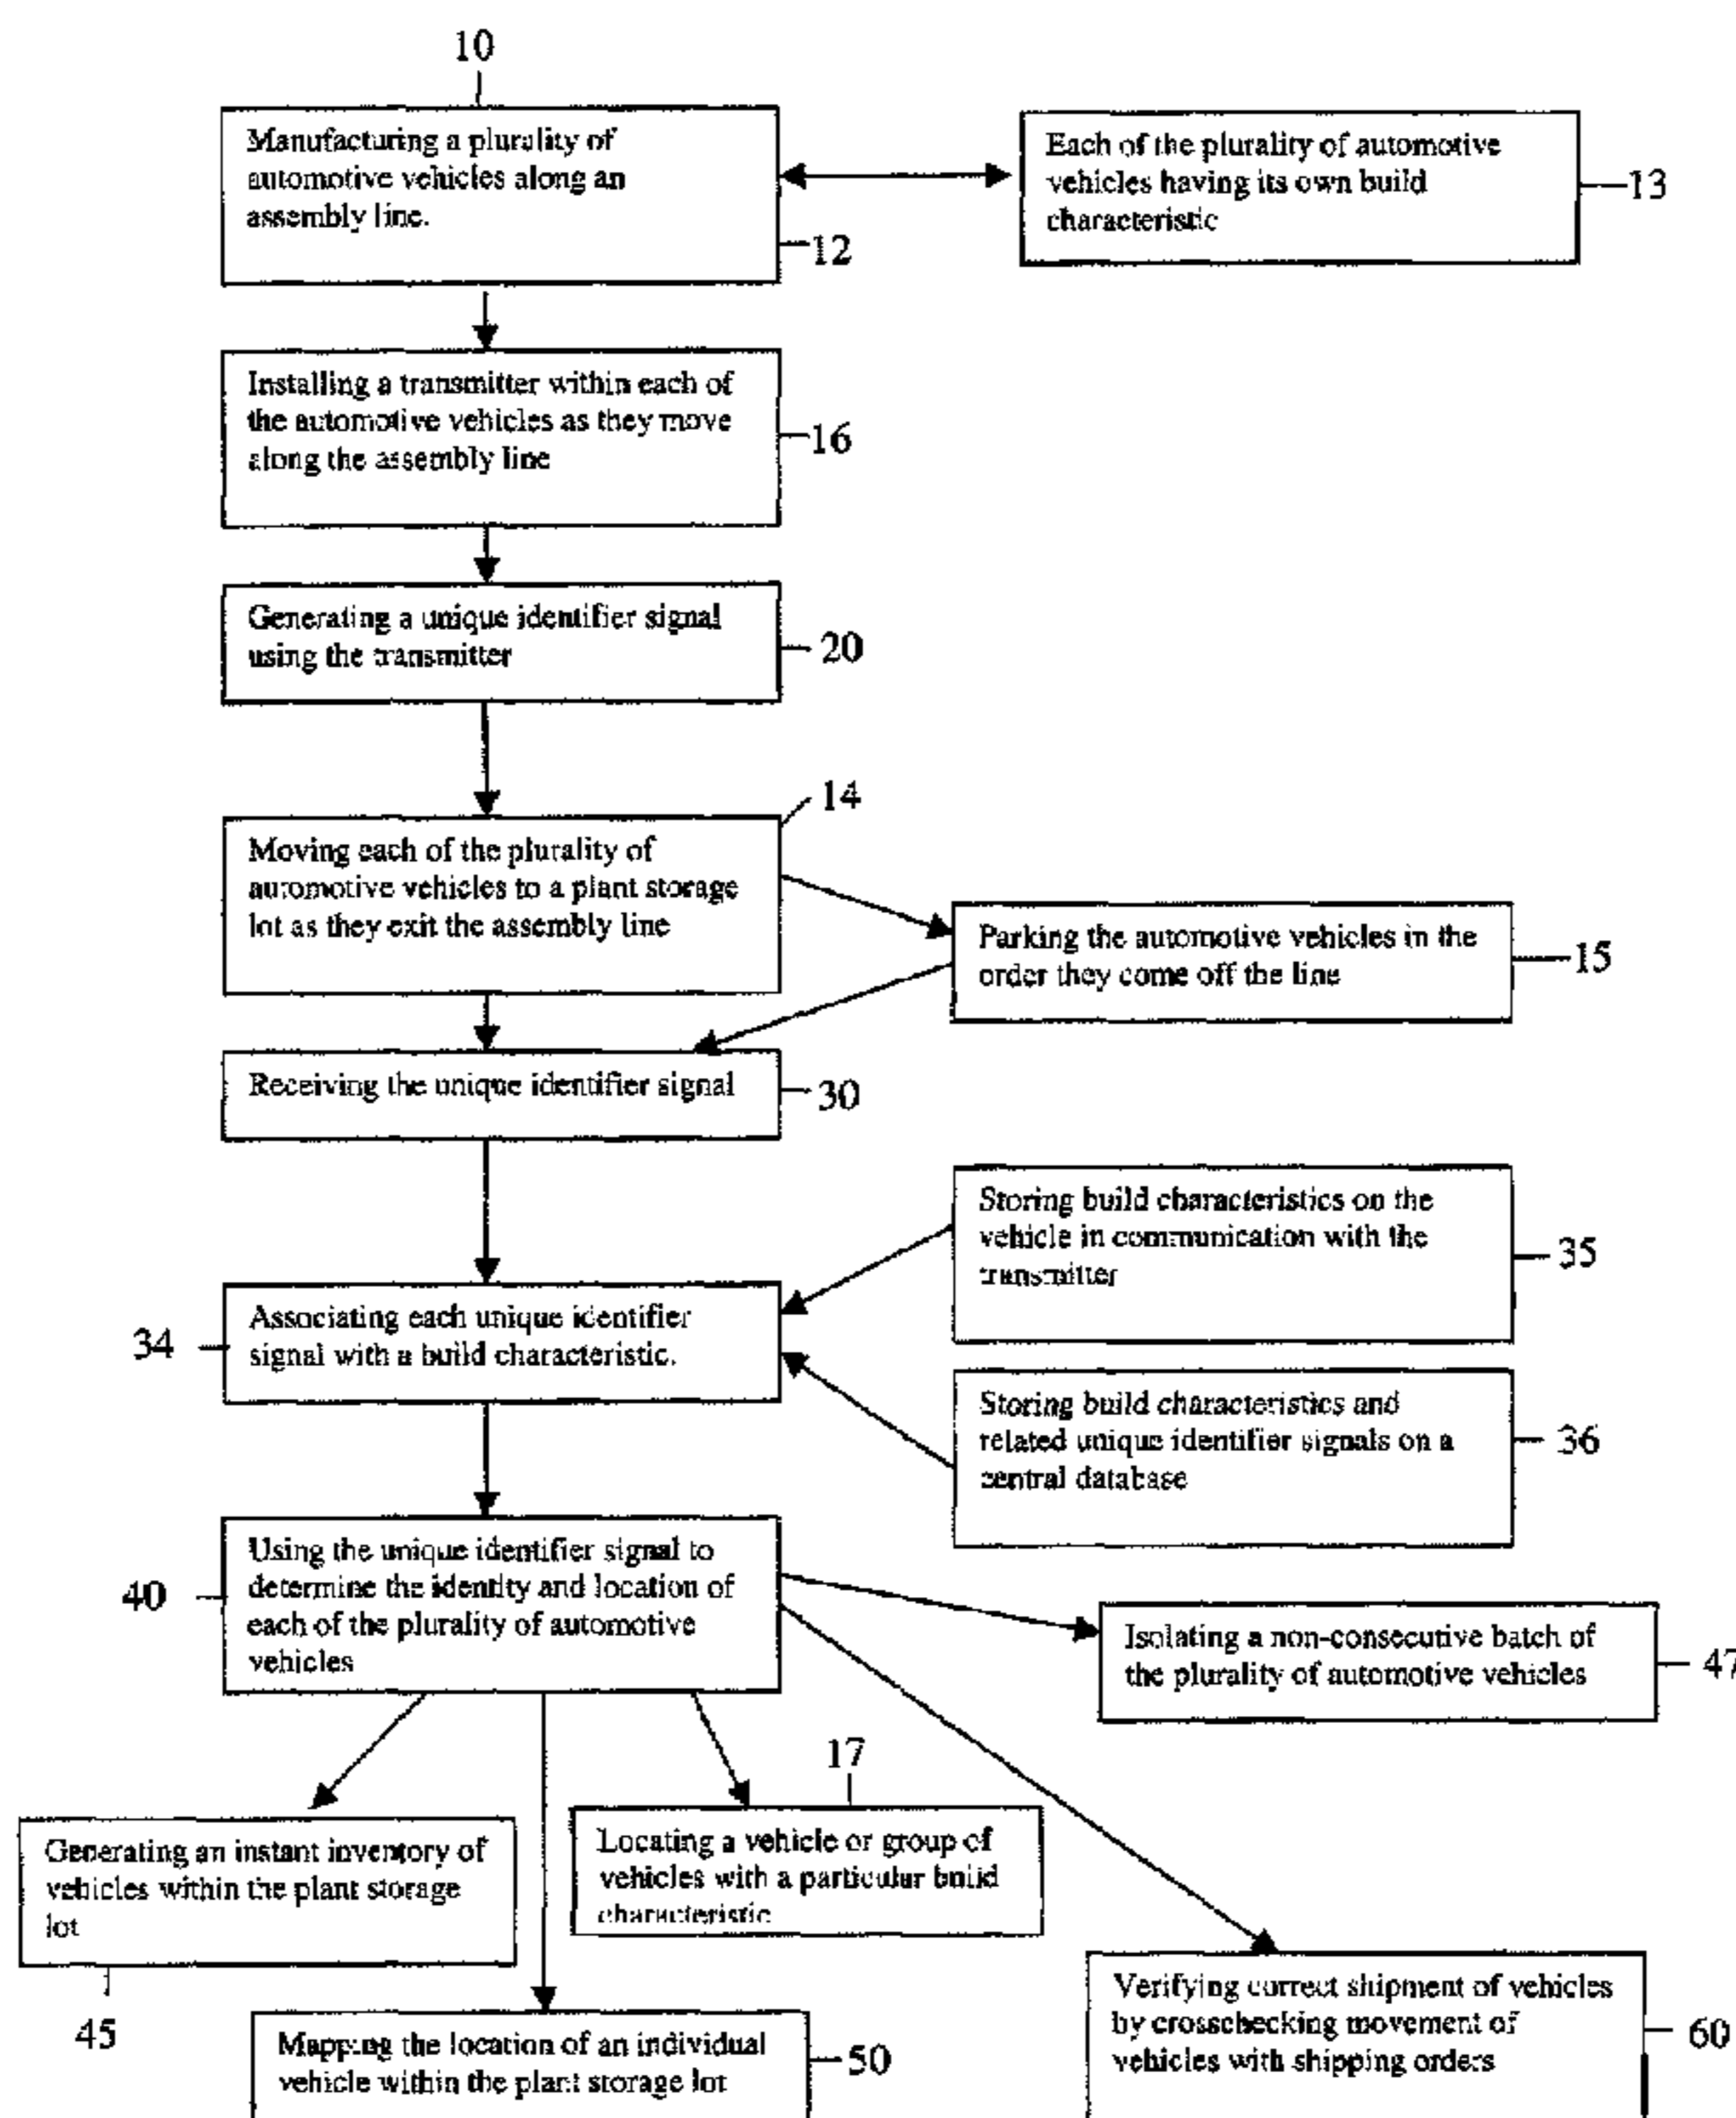 10
Manufacturing a plurality of
automotive vehicles along an
assembly line.
12
Each of the plurality of automotive
vehicles having its own build
characteristic
13
Installing a transmitter within each of
the automotive vehicles as they move
along the assembly line
16
Generating a unique identifier signal
using the transmitter
20
14
Moving each of the plurality of
automotive vehicles to a plant storage
lot as they exit the assembly line
Parking the automotive vehicles in the
order they come off the line
15
Receiving the unique identifier signal
30
Storing build characteristics on the
vehicle in communication with the
transmitter
35
34
Associating each unique identifier
signal with a build characteristic.
Storing build characteristics and
related unique identifier signals on a
central database
36
40
Using the unique identifier signal to
determine the identity and location of
each of the plurality of automotive
vehicles
Isolating a non-consecutive batch of
the plurality of automotive vehicles
47
17
Generating an instant inventory of
vehicles within the plant storage
lot
45
Locating a vehicle or group of
vehicles with a particular build
characteristic
Mapping the location of an individual
vehicle within the plant storage lot
50
Verifying correct shipment of vehicles
by crosschecking movement of
vehicles with shipping orders
60